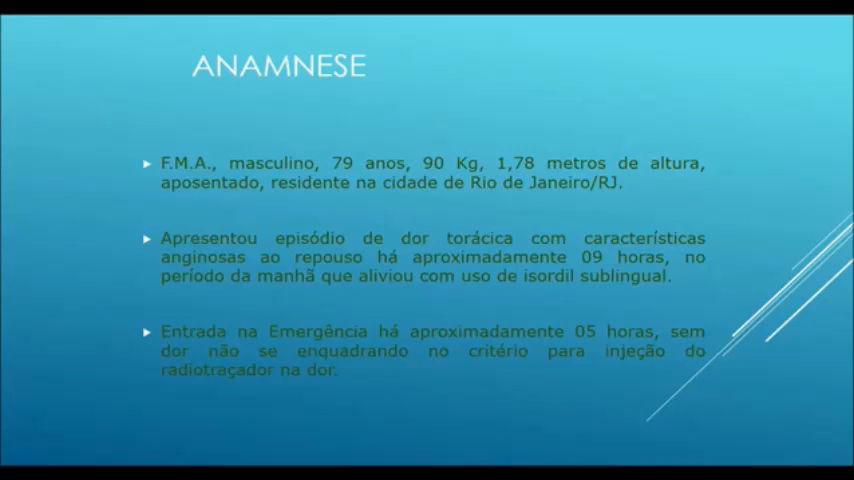 ANAMNESE
F.M.A., masculino, 79 anos, 90 Kg, 1,78 metros de altura,
aposentado, residente na cidade de Rio de Janeiro/RJ.
Apresentou episódio de dor torácica com características
anginosas ao repouso há aproximadamente 09 horas, no
período da manhã que aliviou com uso de isordil sublingual.
Entrada na Emergência há aproximadamente 05 horas, sem
dor não se enquadrando no critério para injeção do
radiotraçador na dor.